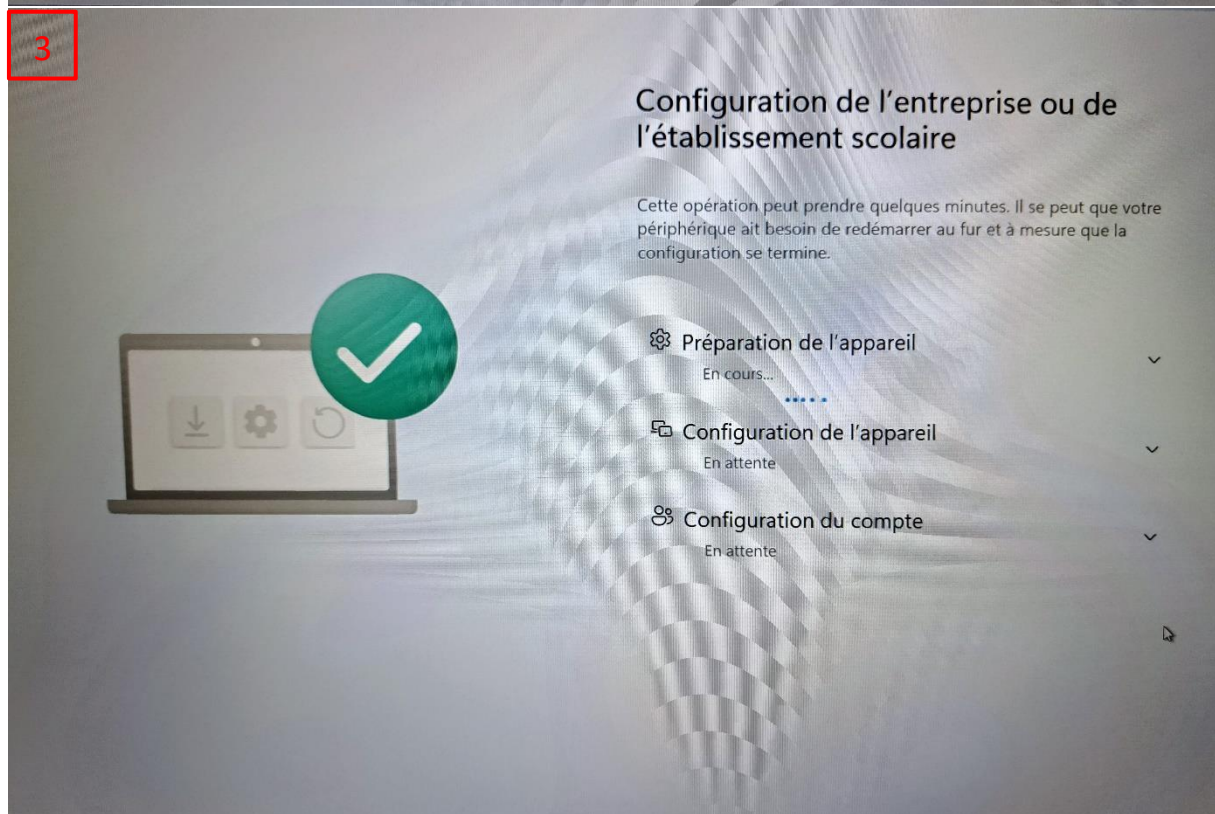 3
Configuration de l'entreprise ou de
l'établissement scolaire
Cette opération peut prendre quelques minutes. Il se peut que votre
périphérique ait besoin de redémarrer au fur et à mesure que la
configuration se termine.
Préparation de l'appareil
En cours...
Configuration de l'appareil
En attente
Configuration du compte
En attente